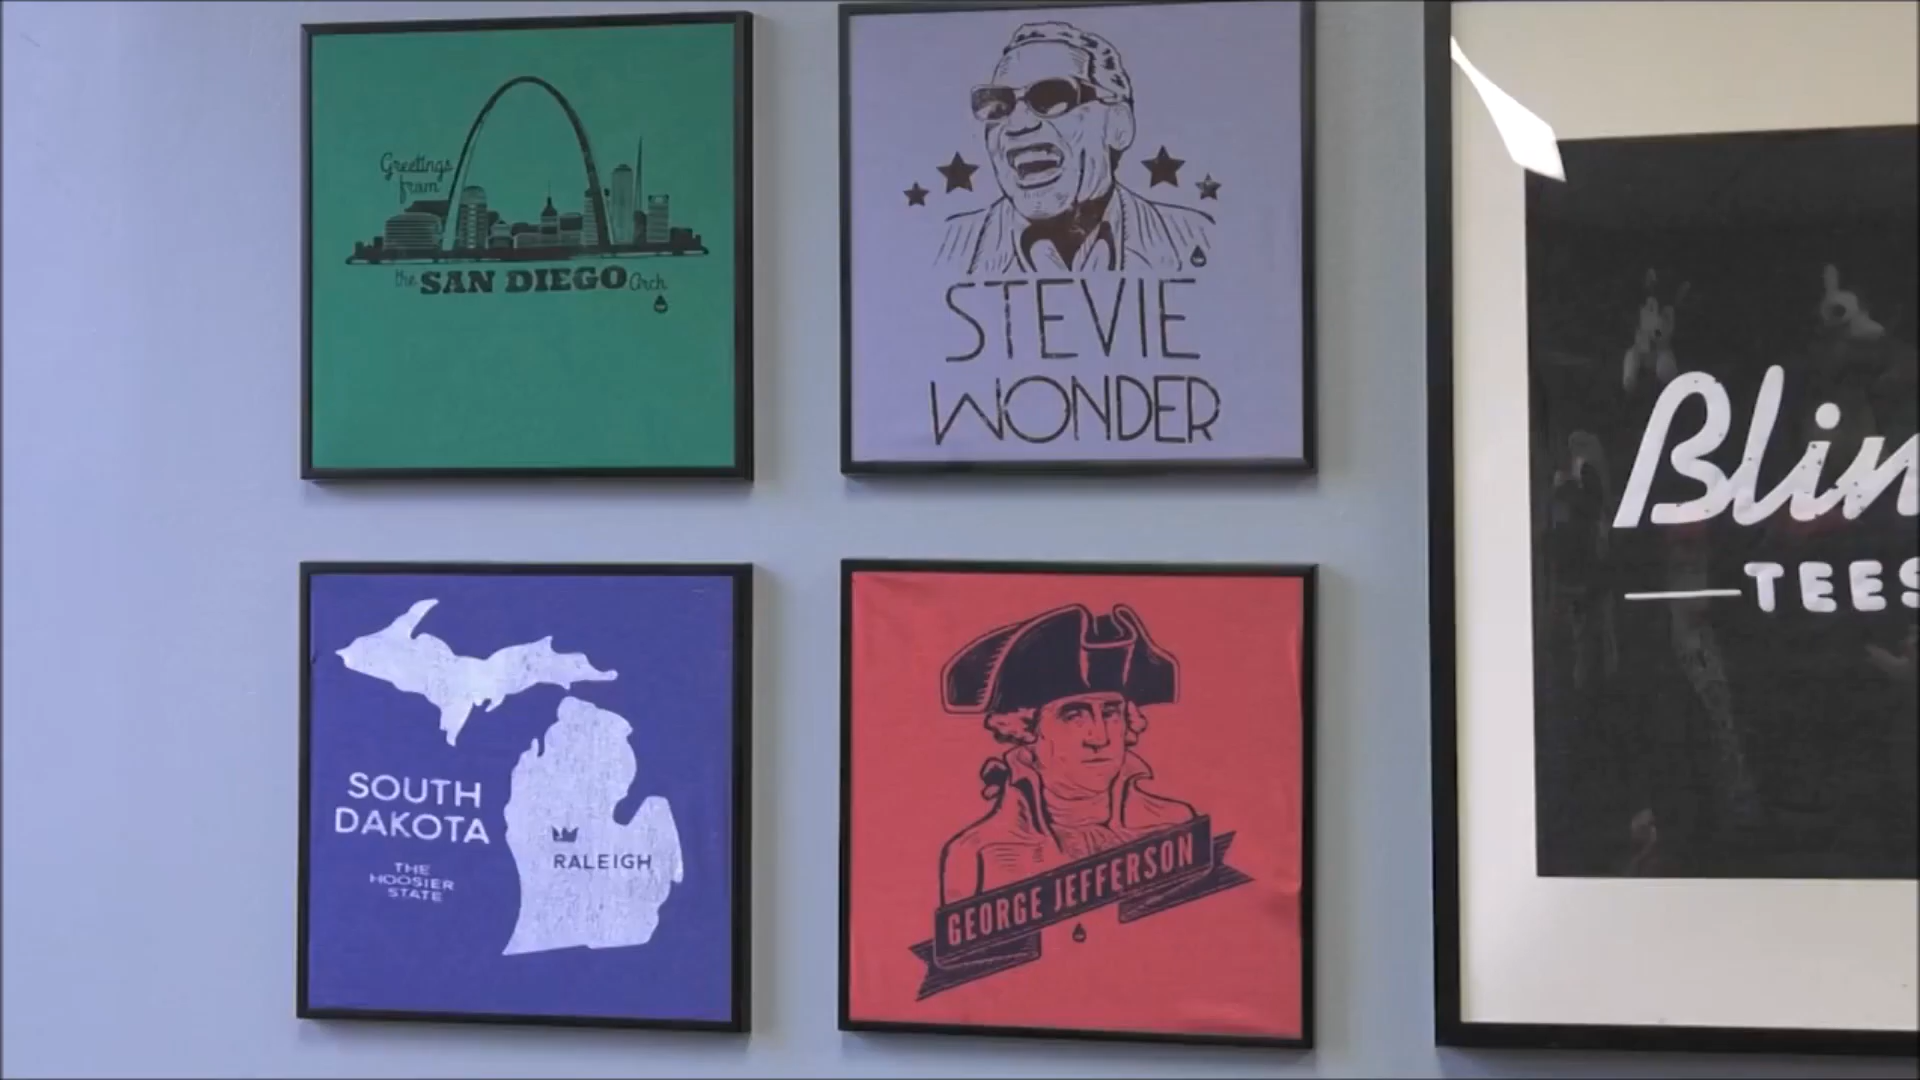 Greetings
from
the SAN DIEGO Arch
STEVIE
WONDER
SOUTH
DAKOTA
THE
HOOSIER
STATE
RALEIGH
GEORGE JEFFERSON
Blin
TEES